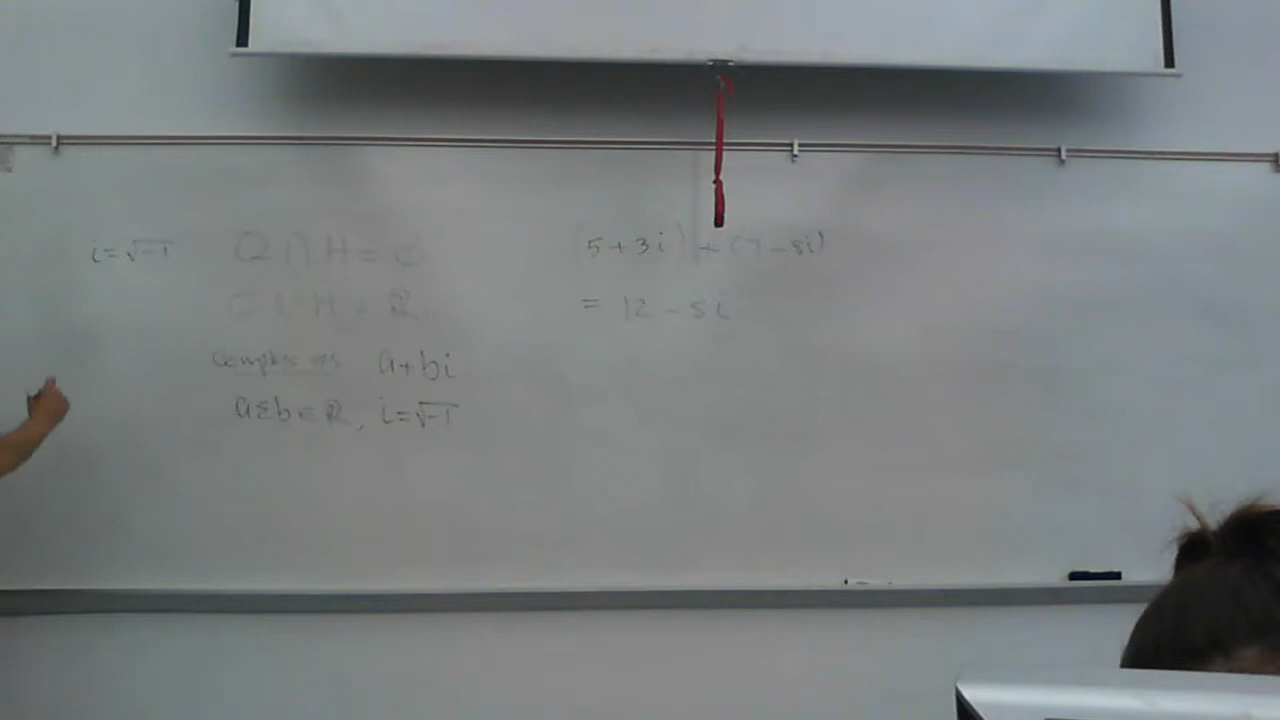 i = √-1
Q ∩ H = ∅
Q ∪ H = ℝ
complex nos a+bi
a & b ∈ ℝ, i = √-1
(5+3i) + (7-8i)
= 12 - 5i